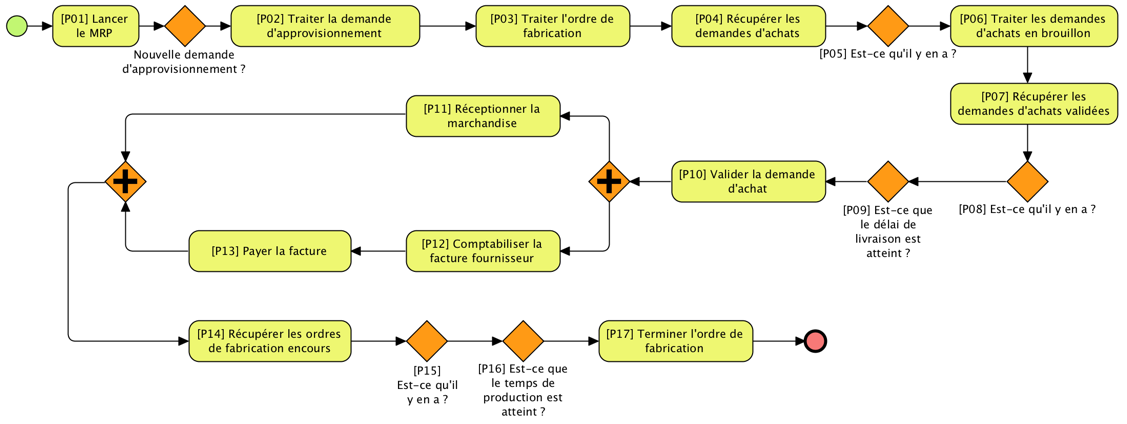 [P01] Lancer
le MRP
Nouvelle demande
d'approvisionnement ?
[P02] Traiter la demande
d'approvisionnement
[P03] Traiter l'ordre de
fabrication
[P04] Récupérer les
demandes d'achats
[P05] Est-ce qu'il y en a ?
[P06] Traiter les demandes
d'achats en brouillon
[P07] Récupérer les
demandes d'achats validées
[P08] Est-ce qu'il y en a ?
[P09] Est-ce que
le délai de
livraison est
atteint ?
[P10] Valider la demande
d'achat
[P11] Réceptionner la
marchandise
[P12] Comptabiliser la
facture fournisseur
[P13] Payer la facture
[P14] Récupérer les ordres
de fabrication encours
[P15]
Est-ce qu'il
y en a ?
[P16] Est-ce que
le temps de
production est
atteint ?
[P17] Terminer l'ordre de
fabrication